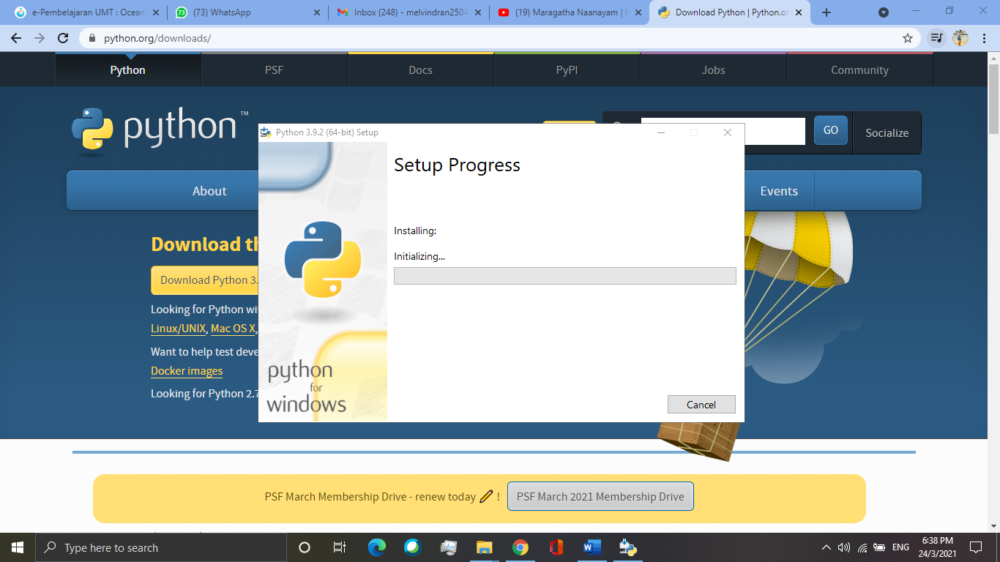 e-Pembelajaran UMT : Ocean
(73) WhatsApp
Inbox (248) - melvindran2504
(19) Maragatha Naanayam |
Download Python | Python.or
python.org/downloads/
Python
PSF
Docs
PyPI
Jobs
Community
python™
GO
Socialize
Python 3.9.2 (64-bit) Setup
Setup Progress
About
Events
Installing:
Download th
Initializing...
Download Python 3.
Looking for Python wi
Linux/UNIX, Mac OS X,
Want to help test deve
Docker images
Looking for Python 2.7
python
for
windows
Cancel
PSF March Membership Drive - renew today !
PSF March 2021 Membership Drive
Type here to search
ENG
6:38 PM
24/3/2021